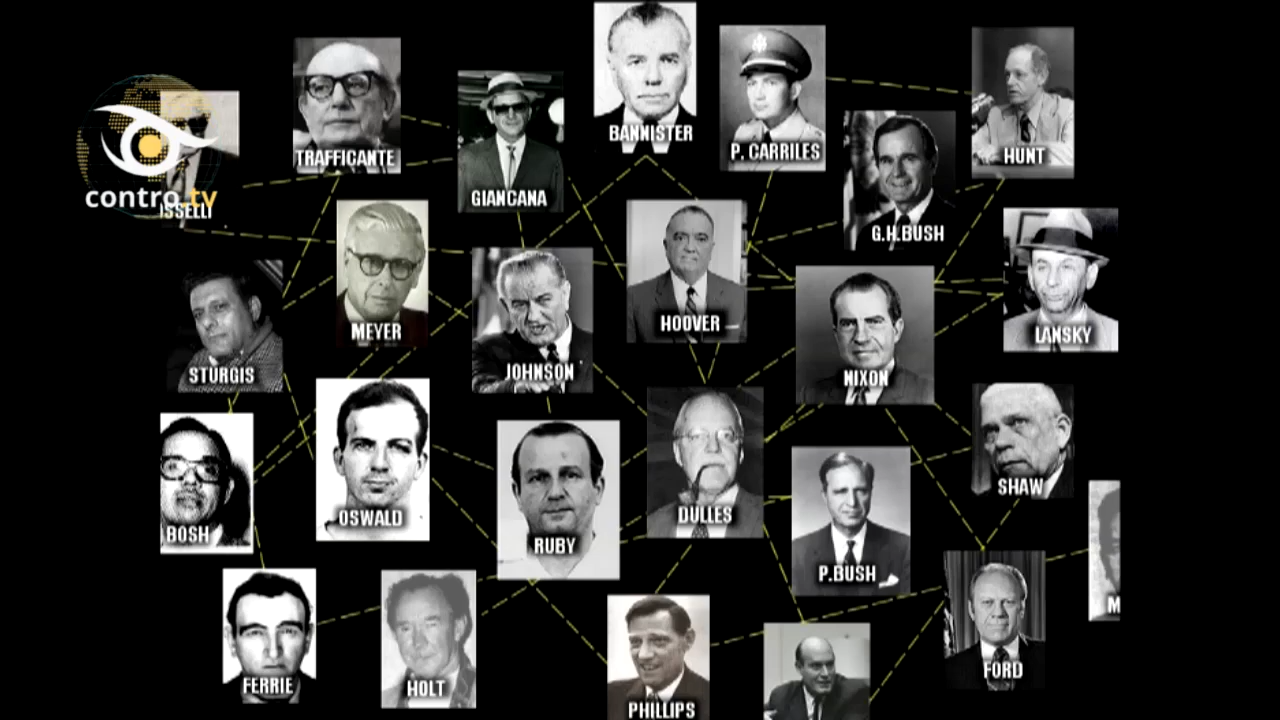 BANNISTER
P. CARRILES
TRAFFICANTE
HUNT
GIANCANA
contro.tv
ISSELLI
G.H.BUSH
MEYER
HOOVER
LANSKY
STURGIS
JOHNSON
NIXON
SHAW
OSWALD
DULLES
BOSH
RUBY
P.BUSH
FORD
HOLT
FERRIE
PHILLIPS
M